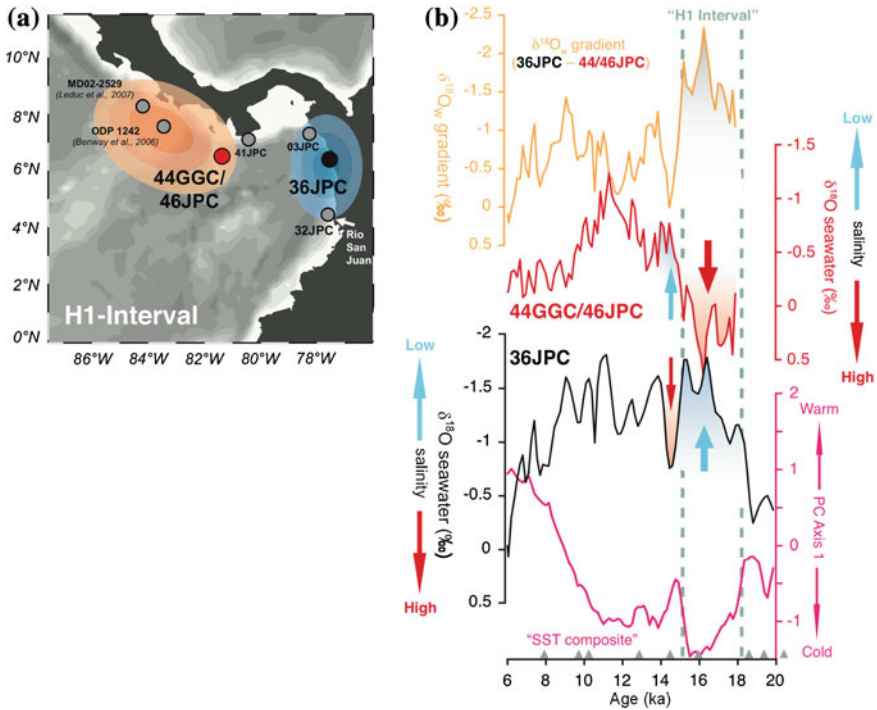 (a)
10°N
8°N
6°N
4°N
2°N
0°N
MD02-2529
(Leduc et al., 2007)
ODP 1242
(Benway et al., 2006)
44GGC/
46JPC
41JPC
03JPC
36JPC
32JPC
Rio
San
Juan
H1-Interval
86°W 84°W 82°W 80°W 78°W
(b)
"H1 Interval"
δ18Ow gradient
(36JPC – 44/46JPC)
δ18Ow gradient (‰)
-2.5
-2
-1.5
-1
-0.5
0
0.5
-1.5
-1
-0.5
0
0.5
δ18O seawater (‰)
Low
salinity
High
44GGC/46JPC
36JPC
Low
salinity
High
δ18O seawater (‰)
-2
-1.5
-1
-0.5
0
0.5
2
1
0
-1
Warm
PC Axis 1
Cold
"SST composite"
6 8 10 12 14 16 18 20
Age (ka)